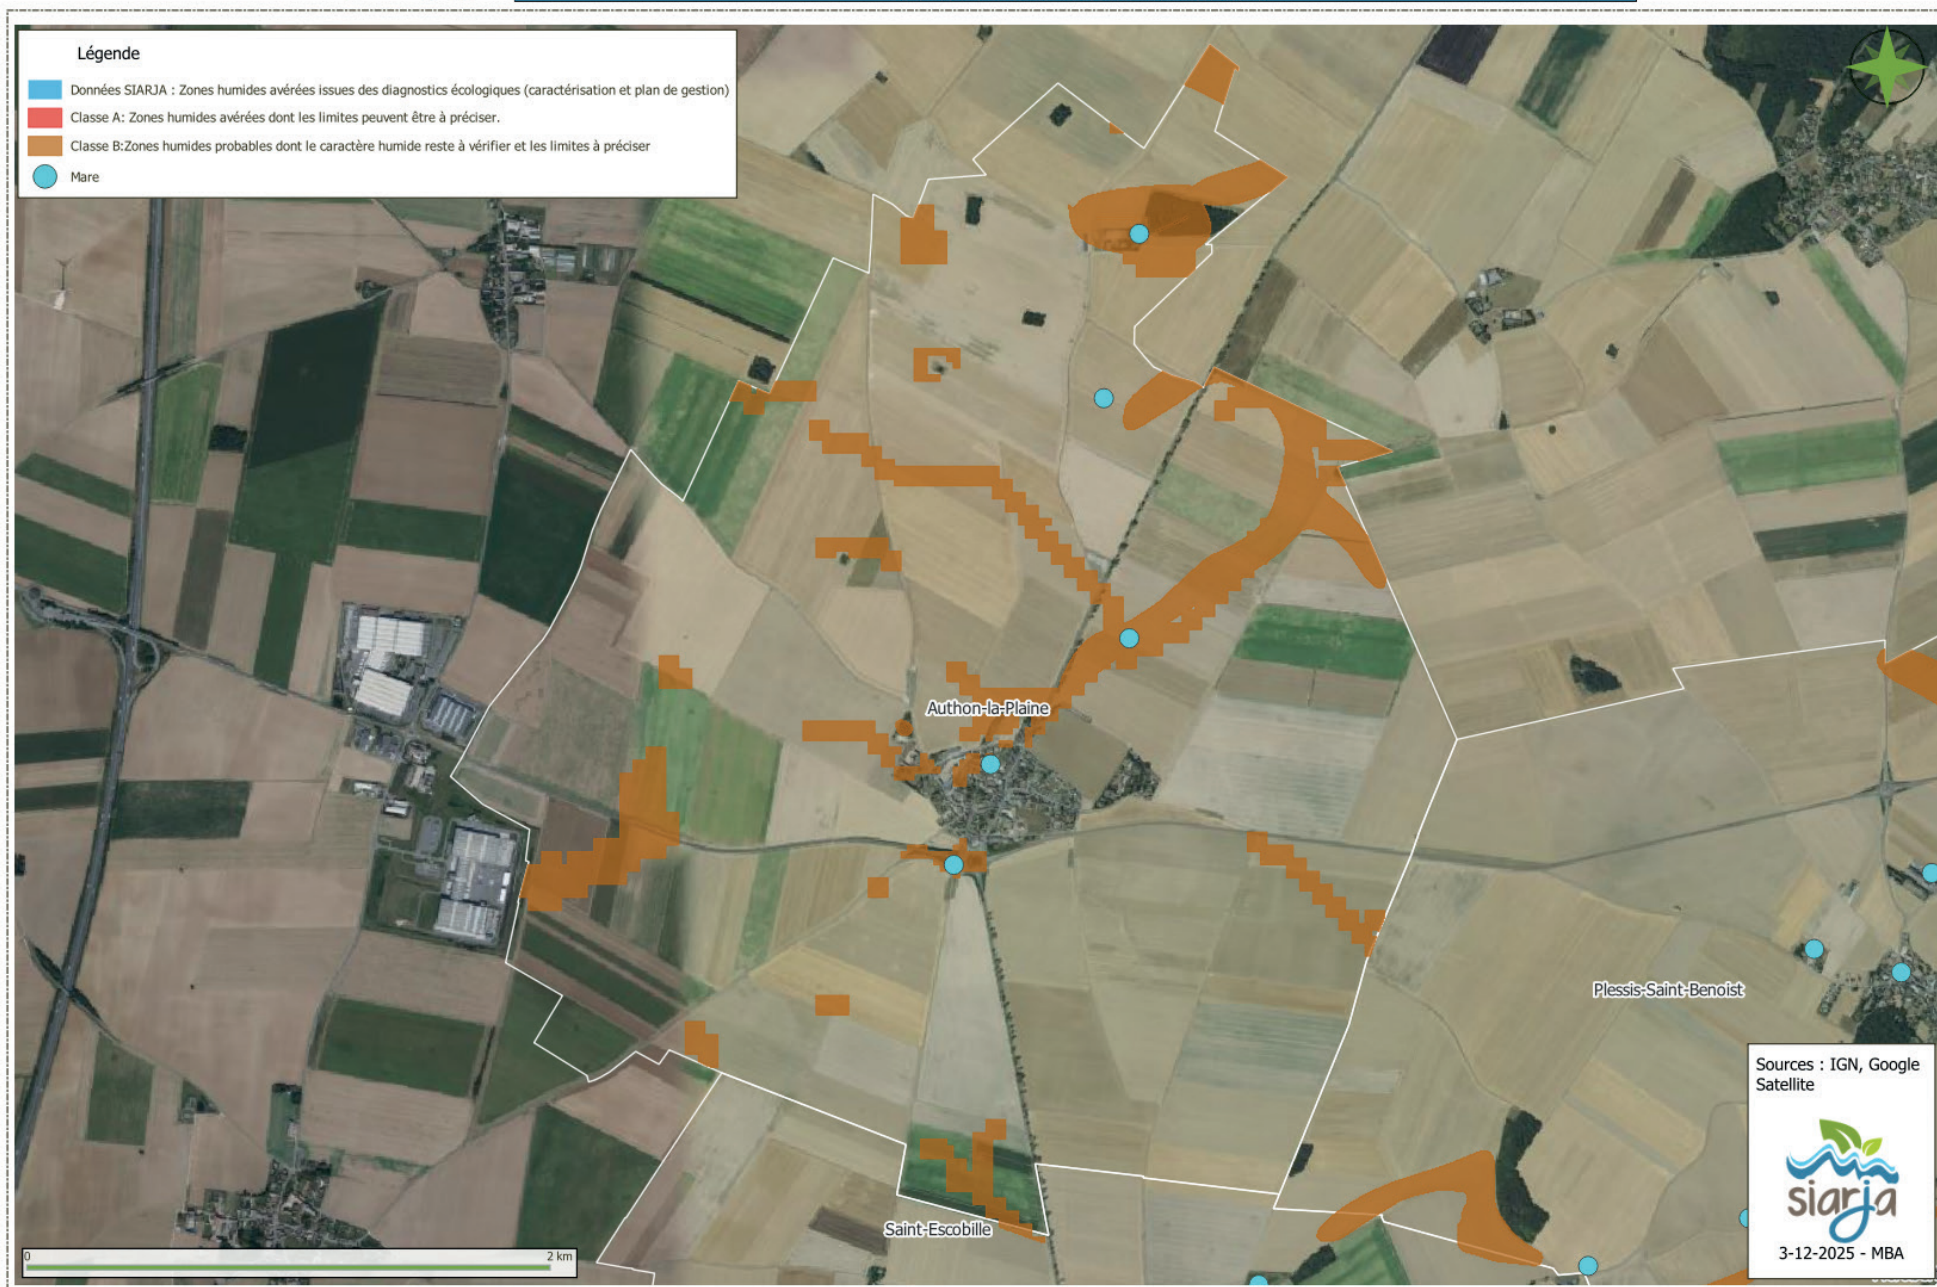 Légende
Données SIARJA : Zones humides avérées issues des diagnostics écologiques (caractérisation et plan de gestion)
Classe A: Zones humides avérées dont les limites peuvent être à préciser.
Classe B:Zones humides probables dont le caractère humide reste à vérifier et les limites à préciser
Mare
Authon-la-Plaine
Plessis-Saint-Benoist
Saint-Escobille
0 2 km
Sources : IGN, Google
Satellite
siarja
3-12-2025 - MBA